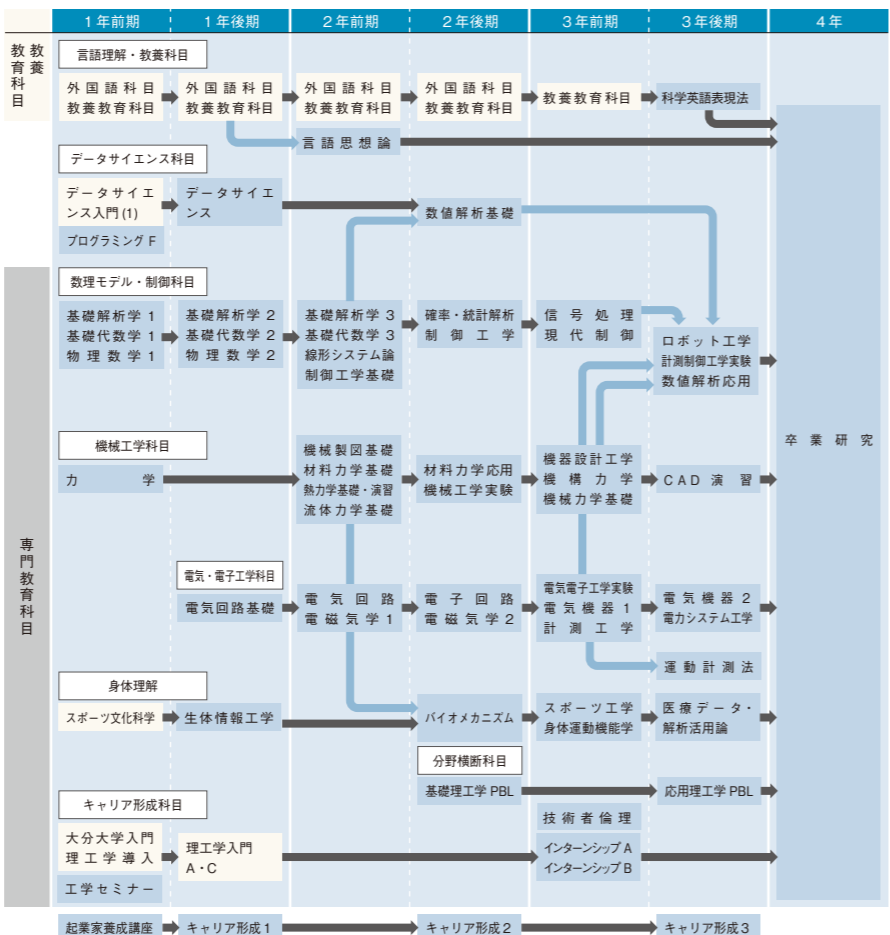 1年前期 1年後期 2年前期 2年後期 3年前期 3年後期 4年
教養教育科目
言語理解・教養科目
外国語科目
教養教育科目
外国語科目
教養教育科目
外国語科目
教養教育科目
外国語科目
教養教育科目
教養教育科目
科学英語表現法
言語思想論
データサイエンス科目
データサイエ
ンス入門(1)
プログラミングF
データサイエ
ンス
数値解析基礎
専門教育科目
数理モデル・制御科目
基礎解析学1
基礎代数学1
物理数学1
基礎解析学2
基礎代数学2
物理数学2
基礎解析学3
基礎代数学3
線形システム論
制御工学基礎
確率・統計解析
制御工学
信号処理
現代制御
ロボット工学
計測制御工学実験
数値解析応用
卒業研究
機械工学科目
力学
機械製図基礎
材料力学基礎
熱力学基礎・演習
流体力学基礎
材料力学応用
機械工学実験
機器設計工学
機構力学
機械力学基礎
CAD演習
電気・電子工学科目
電気回路基礎
電気回路
電磁気学1
電子回路
電磁気学2
電気電子工学実験
電気機器1
計測工学
電気機器2
電力システム工学
運動計測法
身体理解
スポーツ文化科学
生体情報工学
バイオメカニズム
スポーツ工学
身体運動機能学
医療データ・
解析活用論
分野横断科目
基礎理工学PBL
応用理工学PBL
キャリア形成科目
大分大学入門
理工学導入
工学セミナー
理工学入門
A・C
技術者倫理
インターンシップA
インターンシップB
起業家養成講座
キャリア形成1
キャリア形成2
キャリア形成3